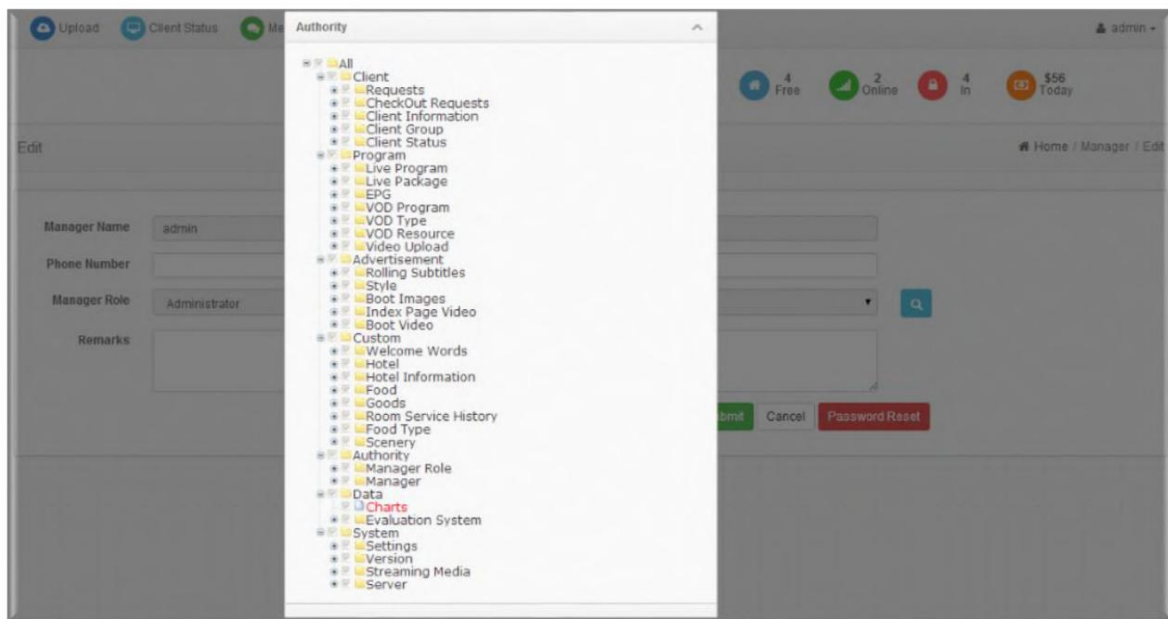 Upload
Client Status
Me
Authority
admin
4
Free
2
Online
4
In
$56
Today
Edit
Home / Manager / Edit
All
Client
Requests
CheckOut Requests
Client Information
Client Group
Client Status
Program
Live Program
Live Package
EPG
VOD Program
VOD Type
VOD Resource
Video Upload
Advertisement
Rolling Subtitles
Style
Boot Images
Index Page Video
Boot Video
Custom
Welcome Words
Hotel
Hotel Information
Food
Goods
Room Service History
Food Type
Scenery
Authority
Manager Role
Manager
Data
Charts
Evaluation System
System
Settings
Version
Streaming Media
Server
Manager Name
admin
Phone Number
Manager Role
Administrator
Remarks
bmit
Cancel
Password Reset